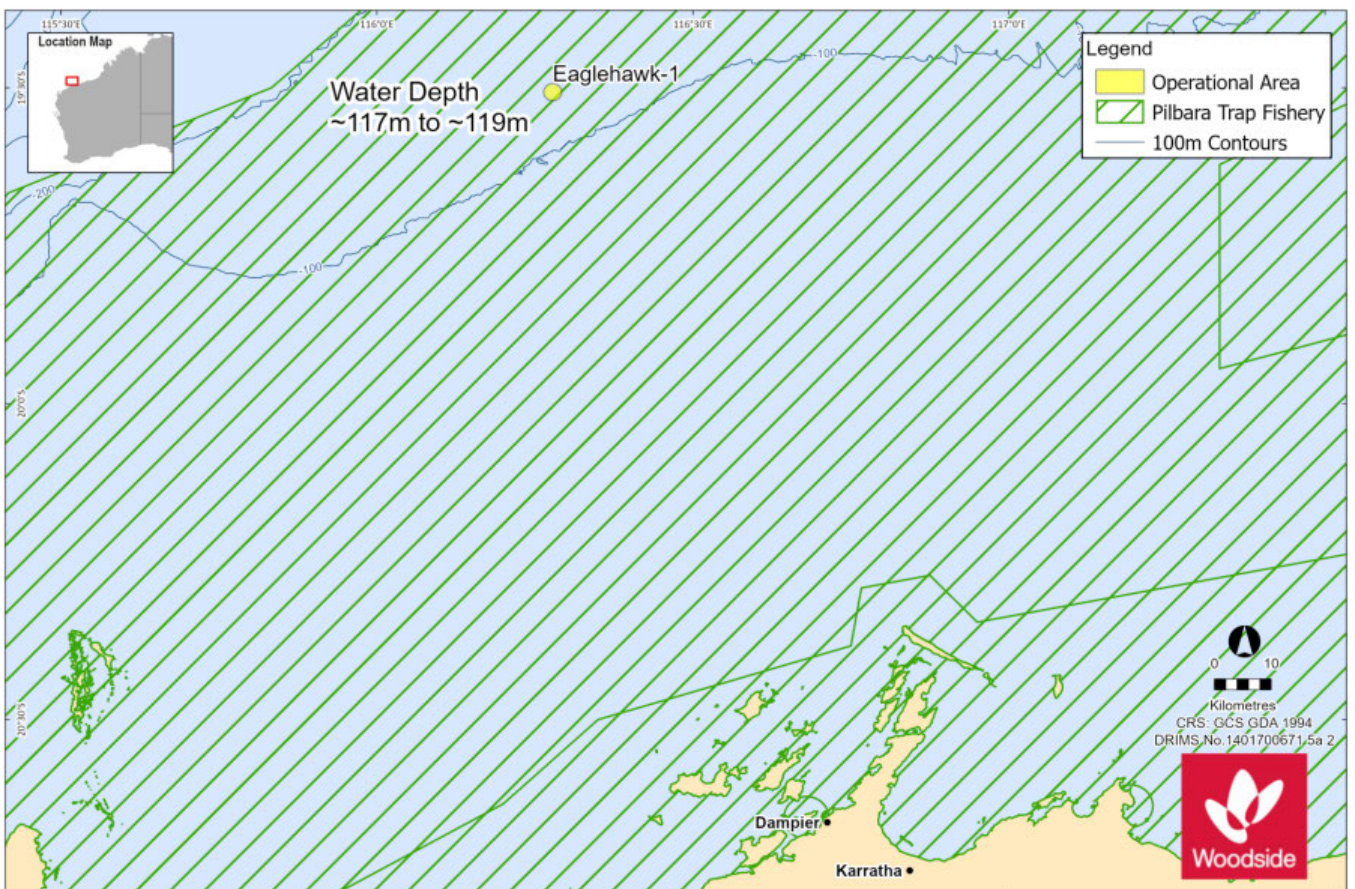 115°30'E
116°0'E
116°30'E
117°0'E
Location Map
Legend
Operational Area
Pilbara Trap Fishery
100m Contours
-100
Eaglehawk-1
Water Depth
~117m to ~119m
19°30'S
-200
-100
20°0'S
20°30'S
0 10
Kilometres
CRS: GCS GDA 1994
DRIMS No.1401700671.5a.2
Dampier
Karratha
Woodside